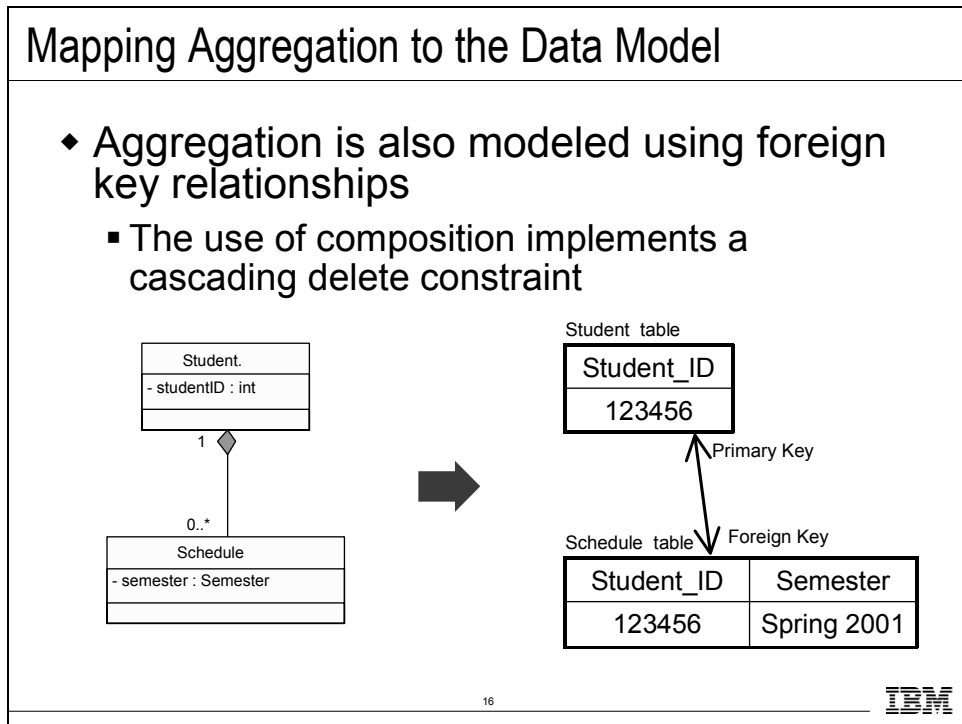 Mapping Aggregation to the Data Model
◆ Aggregation is also modeled using foreign
key relationships
▪ The use of composition implements a
cascading delete constraint
Student.
- studentID : int
1
0..*
Schedule
- semester : Semester
Student table
Student_ID
123456
Primary Key
Foreign Key
Schedule table
Student_ID Semester
123456 Spring 2001
16
IBM